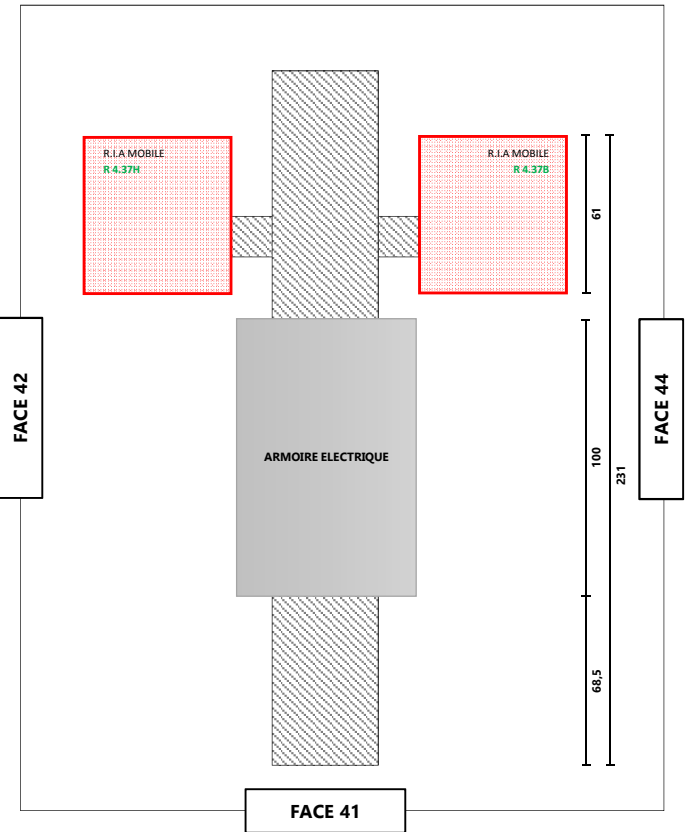 R.I.A MOBILE
R 4.37H
R.I.A MOBILE
R 4.37B
61
FACE 42
FACE 44
ARMOIRE ELECTRIQUE
100
231
68,5
FACE 41